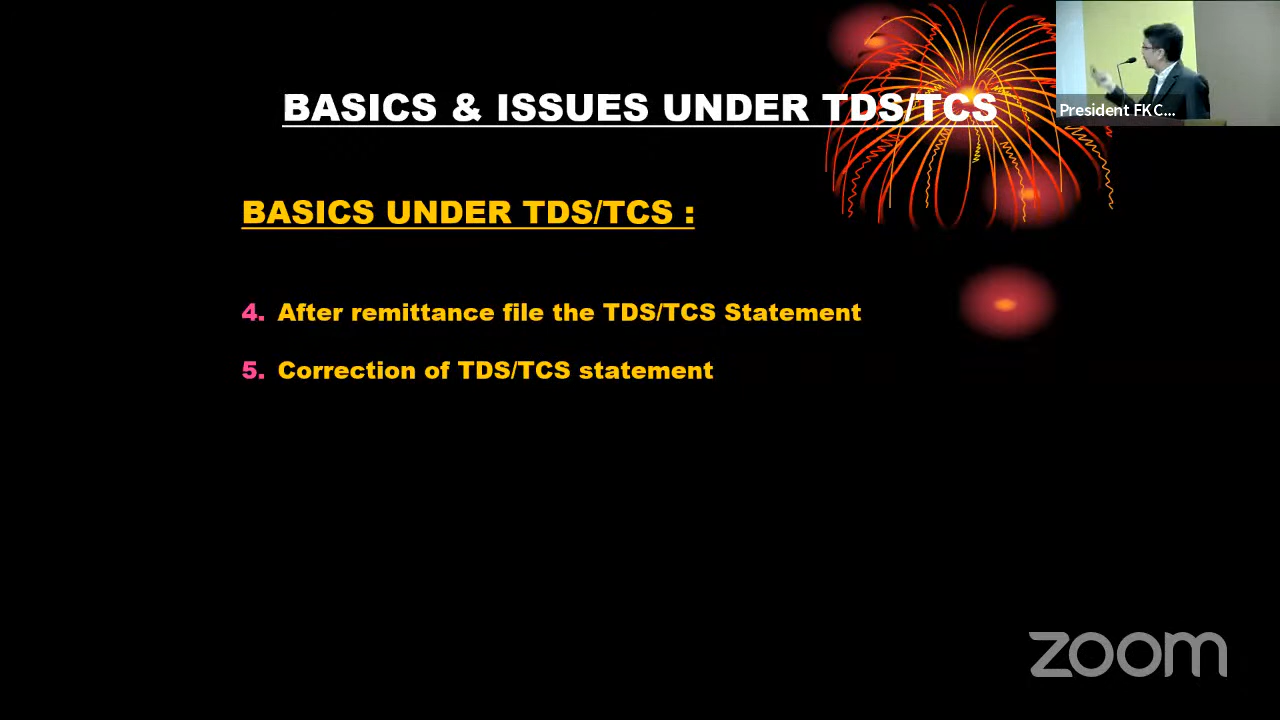 BASICS & ISSUES UNDER TDS/TCS
President FKC...
BASICS UNDER TDS/TCS :
4. After remittance file the TDS/TCS Statement
5. Correction of TDS/TCS statement
zoom